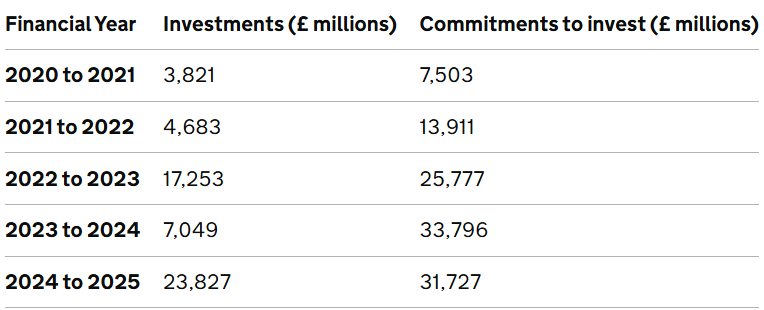 Financial Year Investments (£ millions) Commitments to invest (£ millions)
2020 to 2021 3,821 7,503
2021 to 2022 4,683 13,911
2022 to 2023 17,253 25,777
2023 to 2024 7,049 33,796
2024 to 2025 23,827 31,727